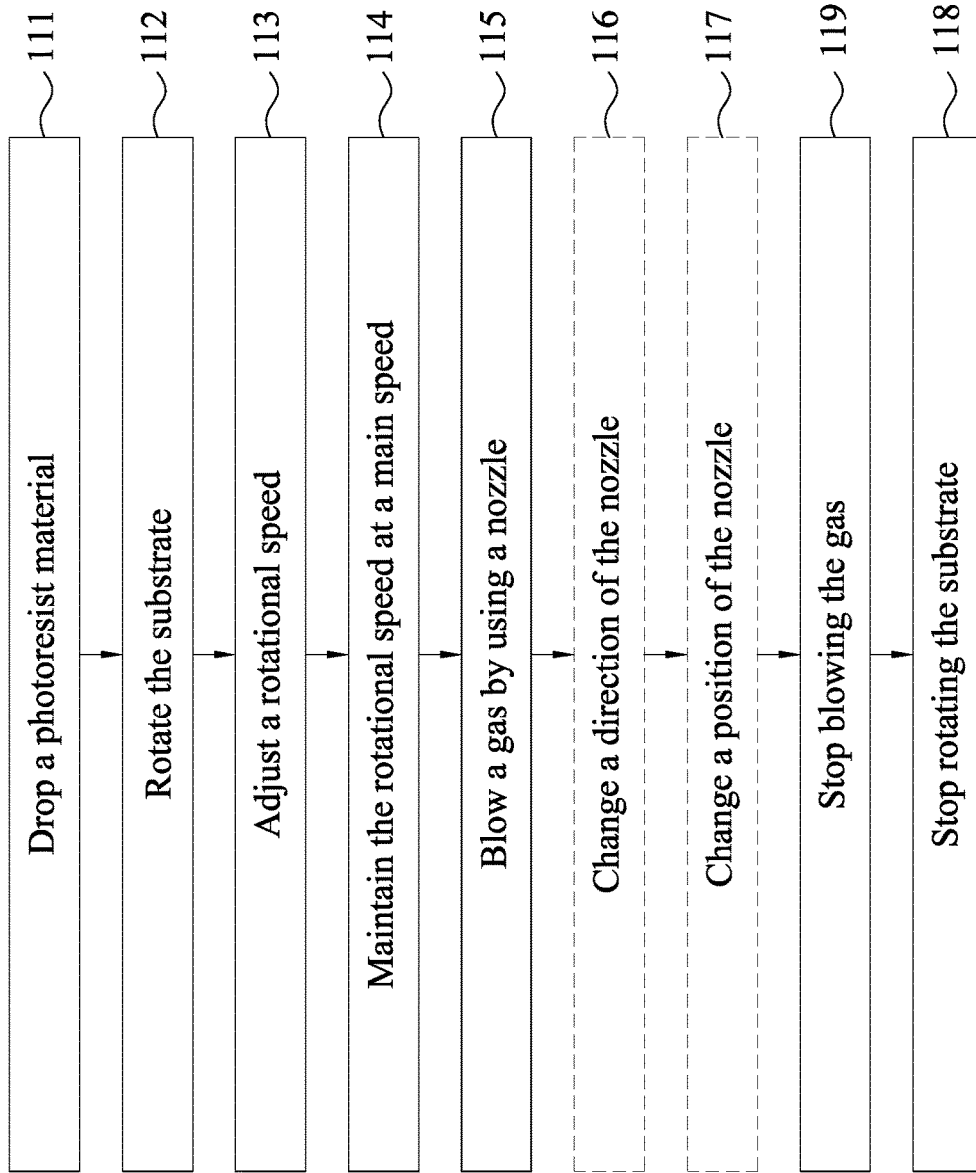 Drop a photoresist material 111
Rotate the substrate 112
Adjust a rotational speed 113
Maintain the rotational speed at a main speed 114
Blow a gas by using a nozzle 115
Change a direction of the nozzle 116
Change a position of the nozzle 117
Stop blowing the gas 119
Stop rotating the substrate 118